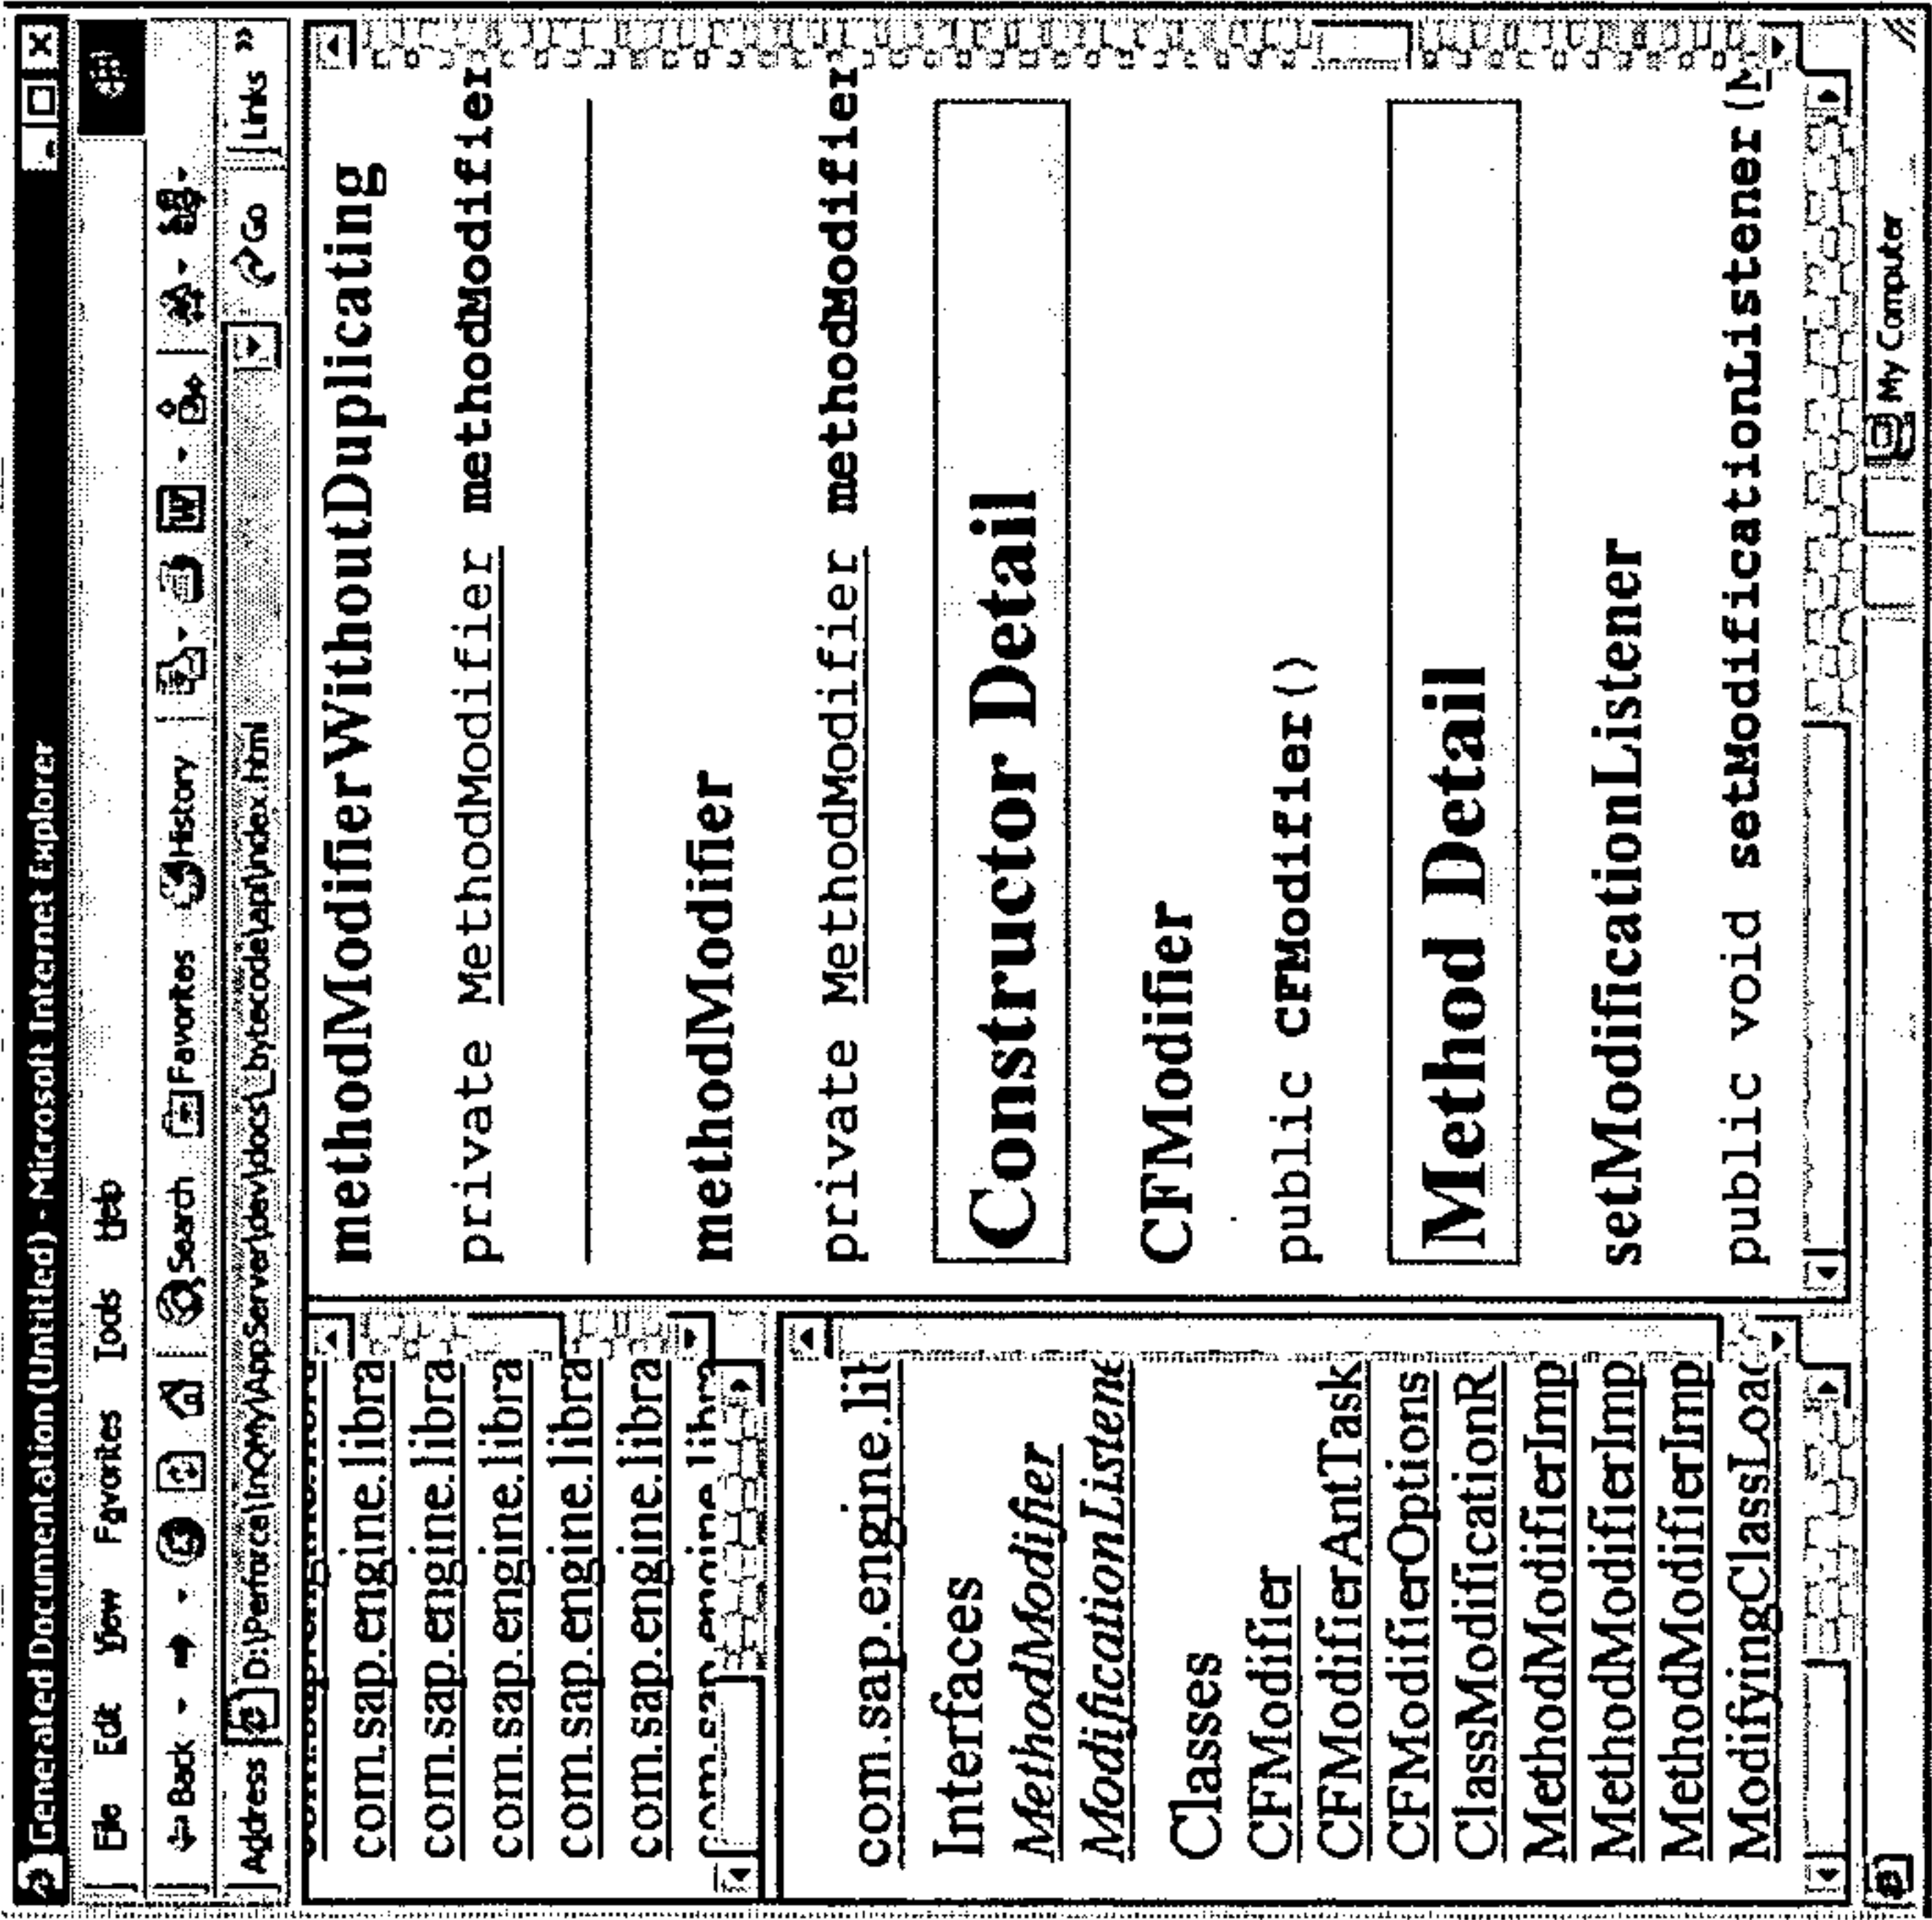 Generated Documentation (Untitled) - Microsoft Internet Explorer
File Edit View Favorites Tools Help
Back Search Favorites History
Address D:\Perforce\InQMy\AppServer\dev\docs\_bytecode\api\index.html Go Links »
com.sap.engine.libra
com.sap.engine.libra
com.sap.engine.libra
com.sap.engine.libra
com.sap.engine.libra
com.sap.engine.lit
Interfaces
MethodModifier
ModificationListene
Classes
CFModifier
CFModifierAntTask
CFModifierOptions
ClassModificationR
MethodModifierImp
MethodModifierImp
MethodModifierImp
ModifyingClassLoad
methodModifierWithoutDuplicating
private MethodModifier methodModifier
methodModifier
private MethodModifier methodModifier
Constructor Detail
CFModifier
public CFModifier()
Method Detail
setModificationListener
public void setModificationListener(M
My Computer